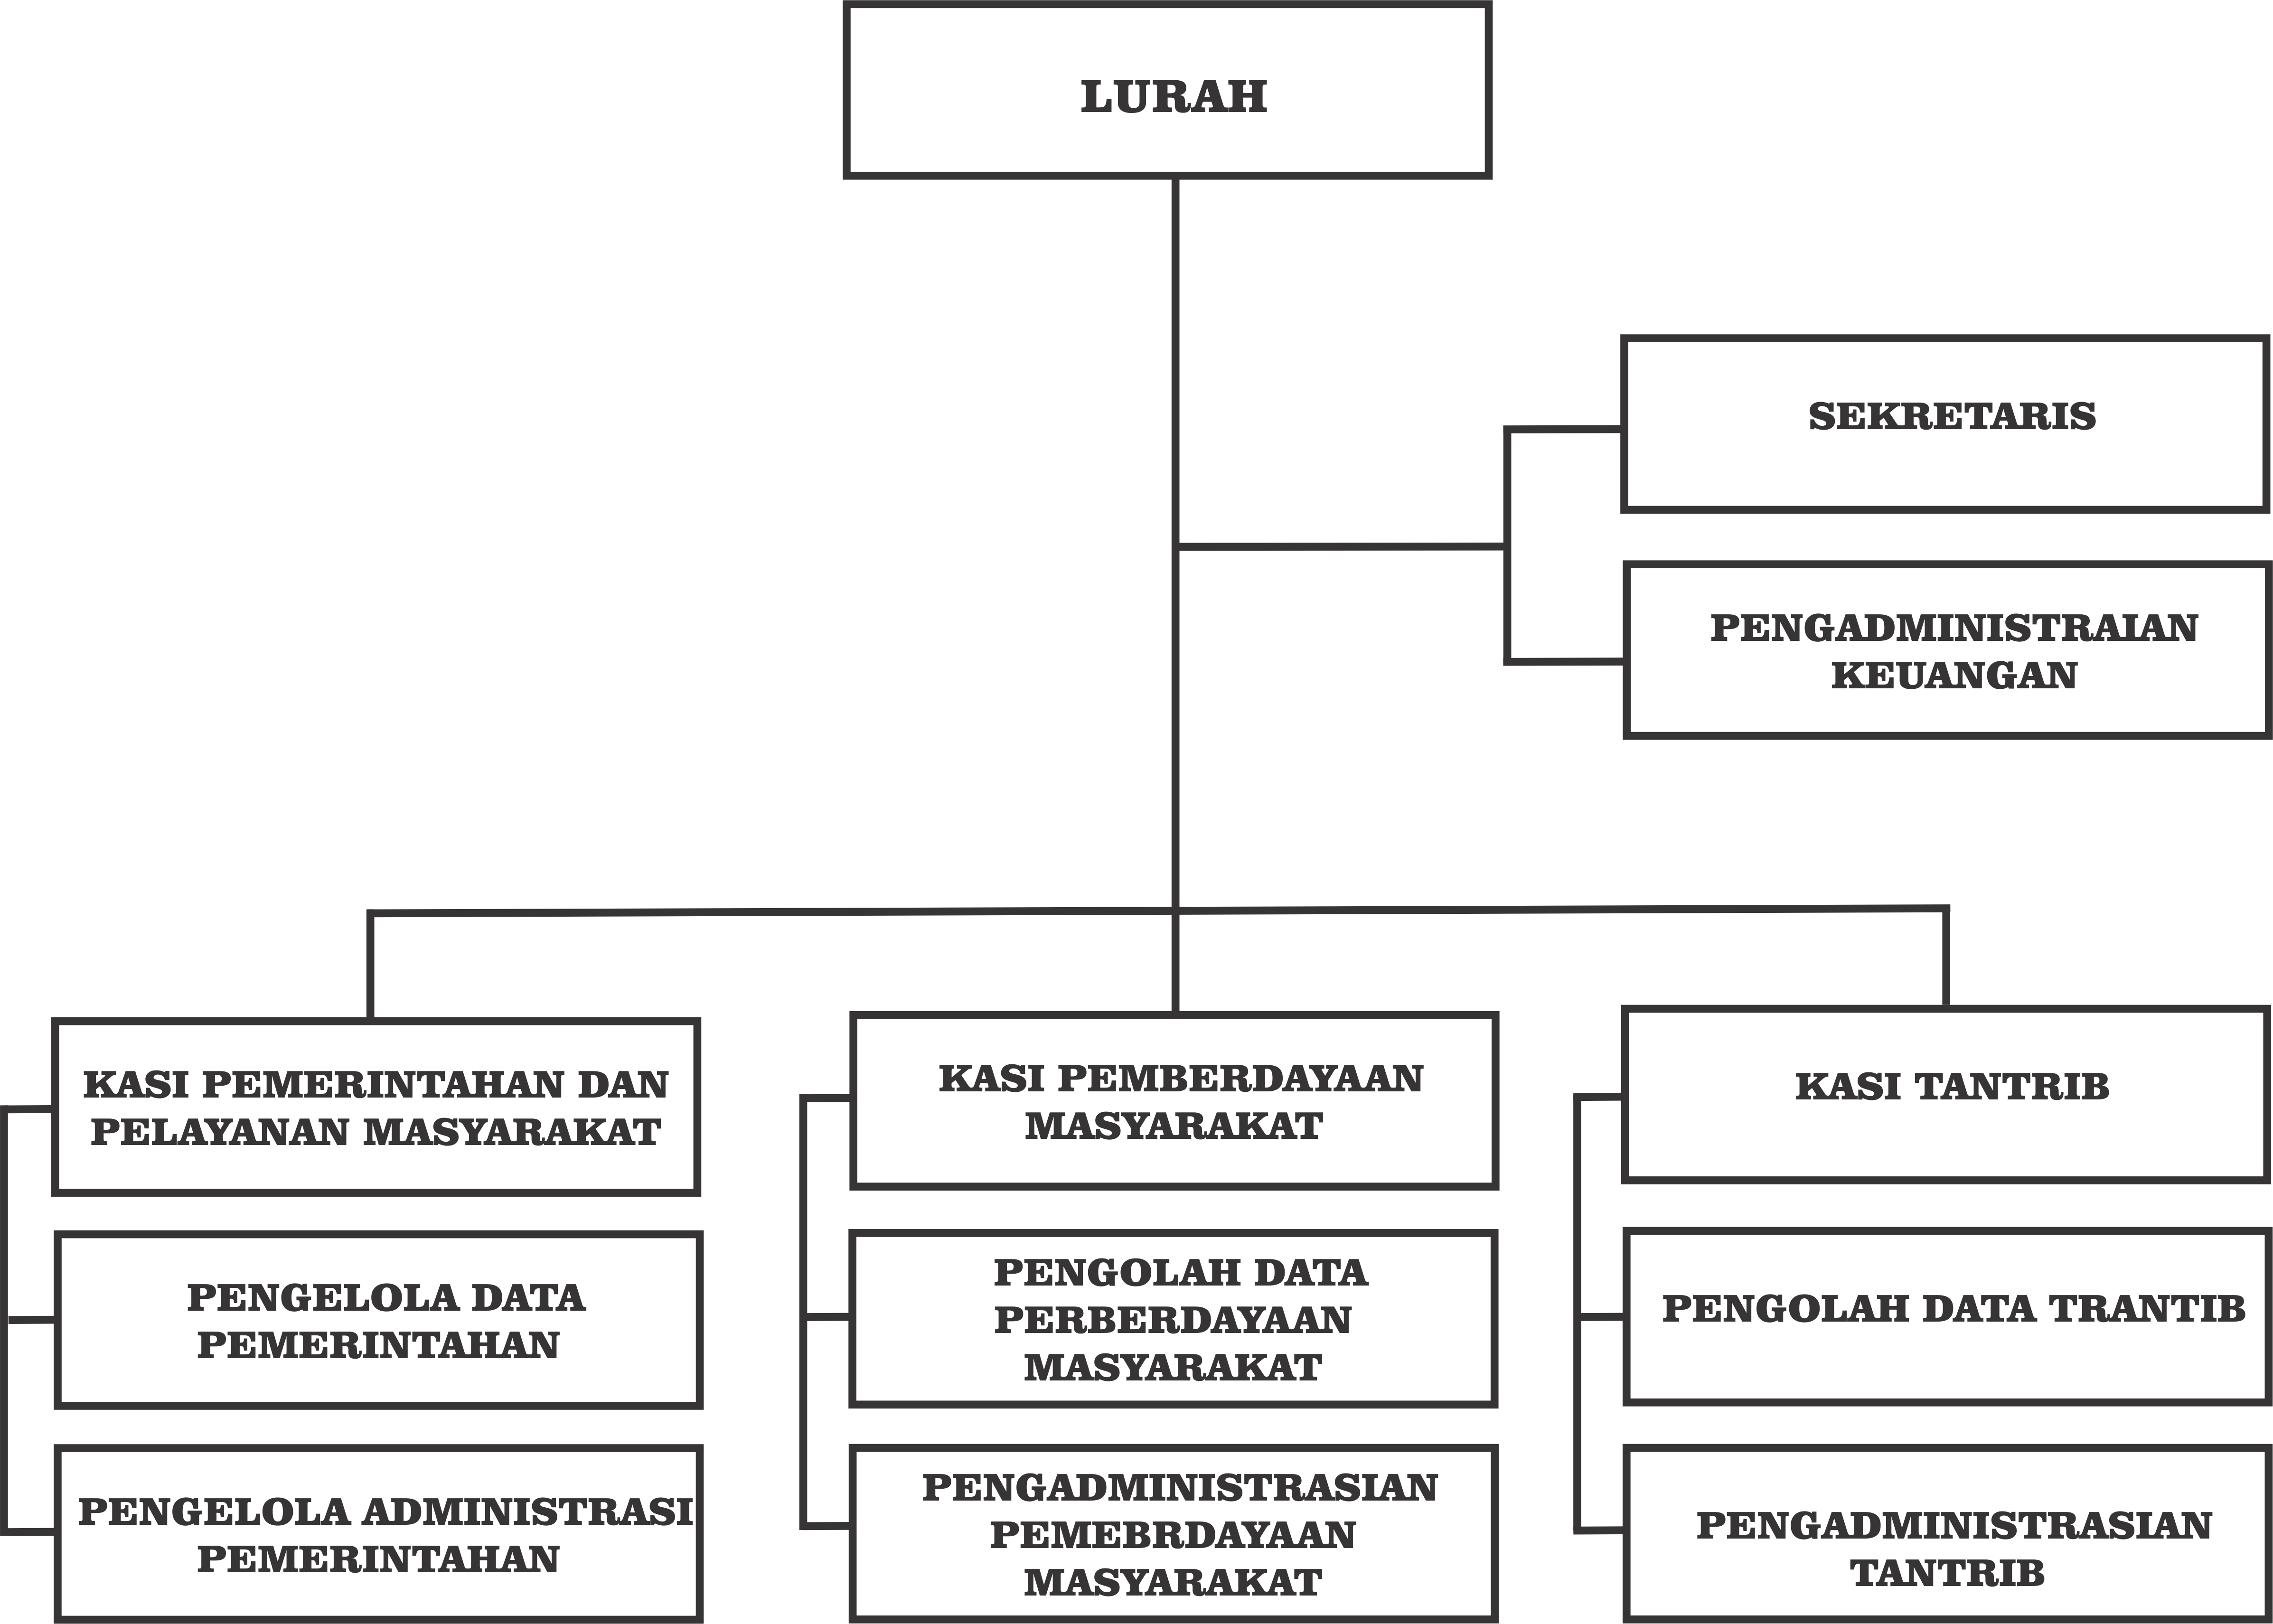 LURAH
SEKRETARIS
PENGADMINISTRAIAN
KEUANGAN
KASI PEMERINTAHAN DAN
PELAYANAN MASYARAKAT
PENGELOLA DATA
PEMERINTAHAN
PENGELOLA ADMINISTRASI
PEMERINTAHAN
KASI PEMBERDAYAAN
MASYARAKAT
PENGOLAH DATA
PERBERDAYAAN
MASYARAKAT
PENGADMINISTRASIAN
PEMEBRDAYAAN
MASYARAKAT
KASI TANTRIB
PENGOLAH DATA TRANTIB
PENGADMINISTRASIAN
TANTRIB